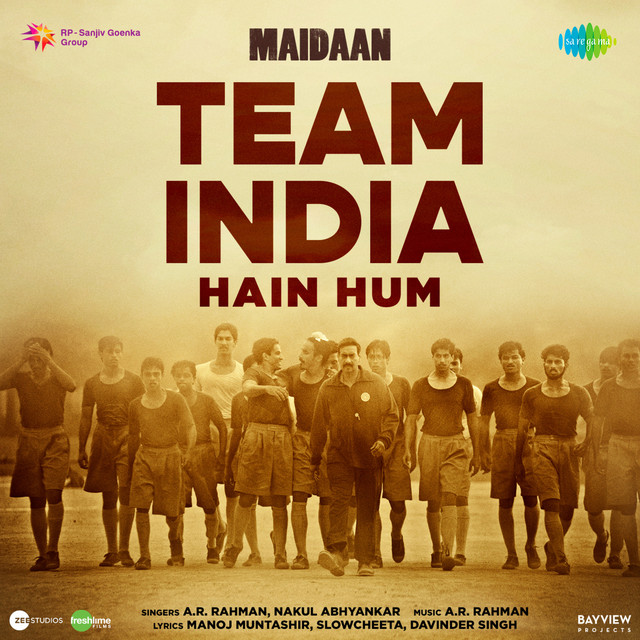 RP - Sanjiv Goenka
Group
MAIDAAN
saregama
TEAM
INDIA
HAIN HUM
ZEE STUDIOS
freshlime
FILMS
SINGERS A.R. RAHMAN, NAKUL ABHYANKAR MUSIC A.R. RAHMAN
LYRICS MANOJ MUNTASHIR, SLOWCHEETA, DAVINDER SINGH
BAYVIEW
PROJECTS